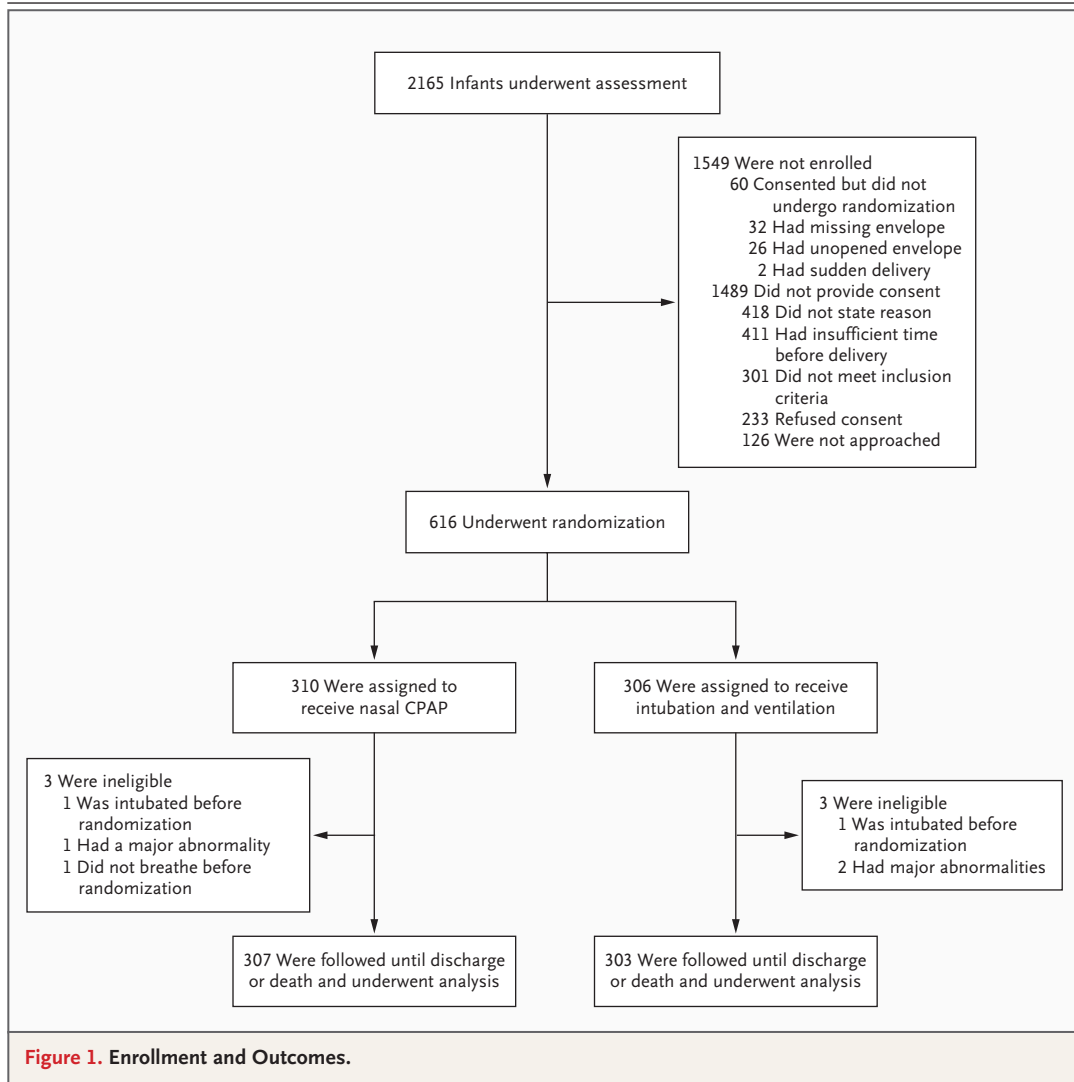 2165 Infants underwent assessment
1549 Were not enrolled
60 Consented but did not
undergo randomization
32 Had missing envelope
26 Had unopened envelope
2 Had sudden delivery
1489 Did not provide consent
418 Did not state reason
411 Had insufficient time
before delivery
301 Did not meet inclusion
criteria
233 Refused consent
126 Were not approached
616 Underwent randomization
310 Were assigned to
receive nasal CPAP
306 Were assigned to receive
intubation and ventilation
3 Were ineligible
1 Was intubated before
randomization
1 Had a major abnormality
1 Did not breathe before
randomization
3 Were ineligible
1 Was intubated before
randomization
2 Had major abnormalities
307 Were followed until discharge
or death and underwent analysis
303 Were followed until discharge
or death and underwent analysis
Figure 1. Enrollment and Outcomes.